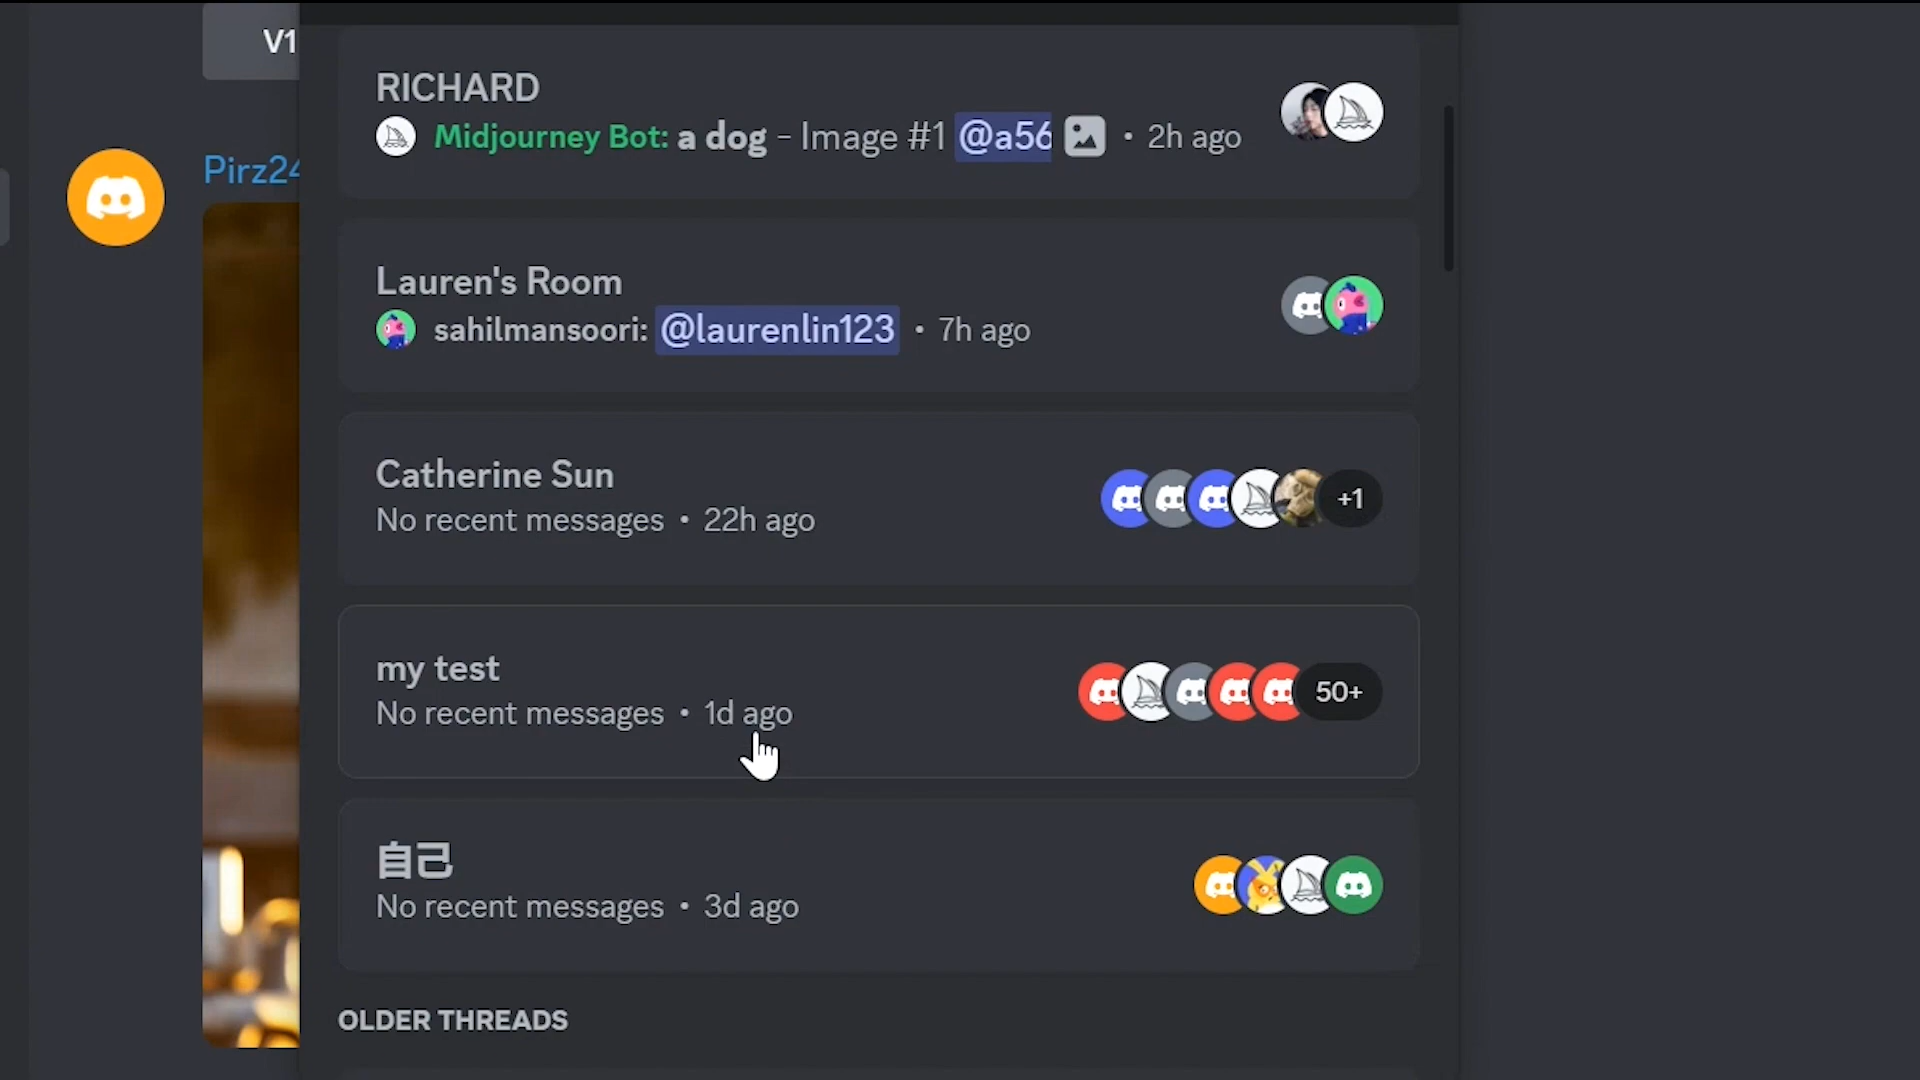 V1
Pirz24
RICHARD
Midjourney Bot: a dog – Image #1 @a56 • 2h ago
Lauren's Room
sahilmansoori: @laurenlin123 • 7h ago
Catherine Sun
No recent messages • 22h ago
+1
my test
No recent messages • 1d ago
50+
自己
No recent messages • 3d ago
OLDER THREADS